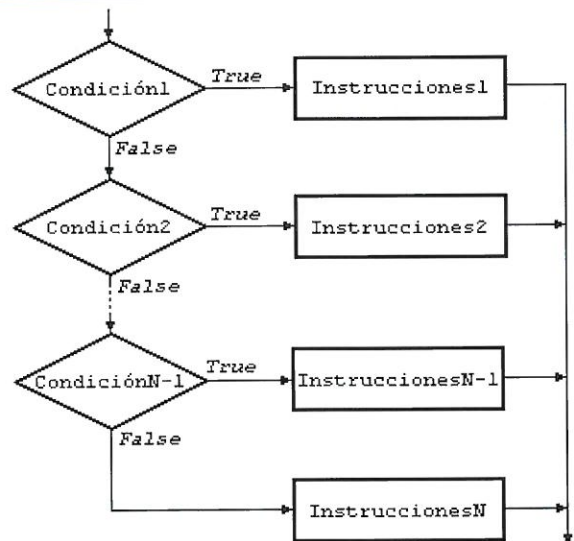 True
Condición1
Instrucciones1
False
True
Condición2
Instrucciones2
False
True
CondiciónN-1
InstruccionesN-1
False
InstruccionesN